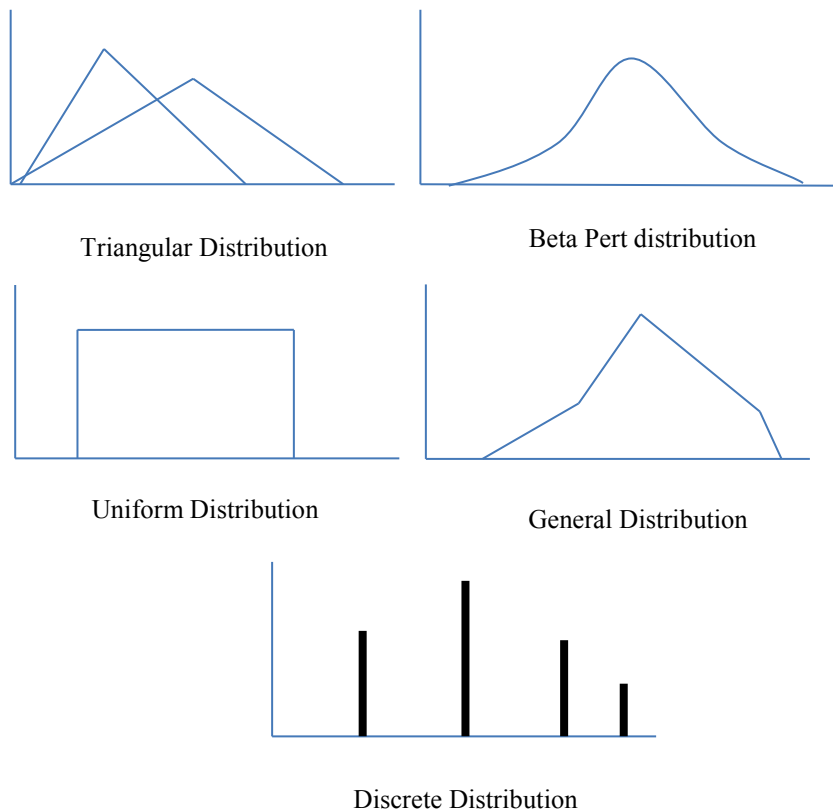 Triangular Distribution
Beta Pert distribution
Uniform Distribution
General Distribution
Discrete Distribution